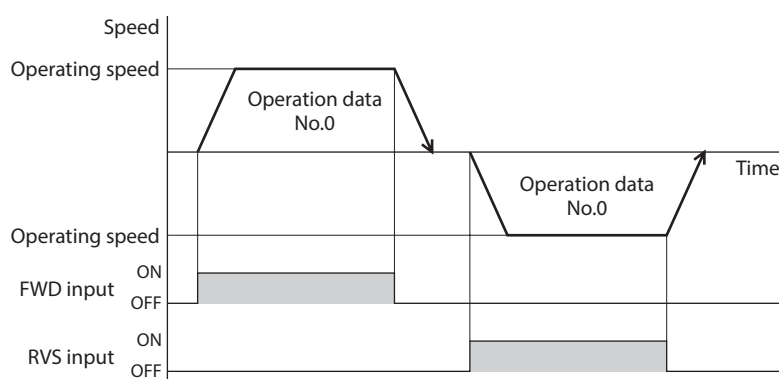 Speed
Operating speed
Operation data
No.0
Time
Operation data
No.0
Operating speed
ON
FWD input
OFF
ON
RVS input
OFF